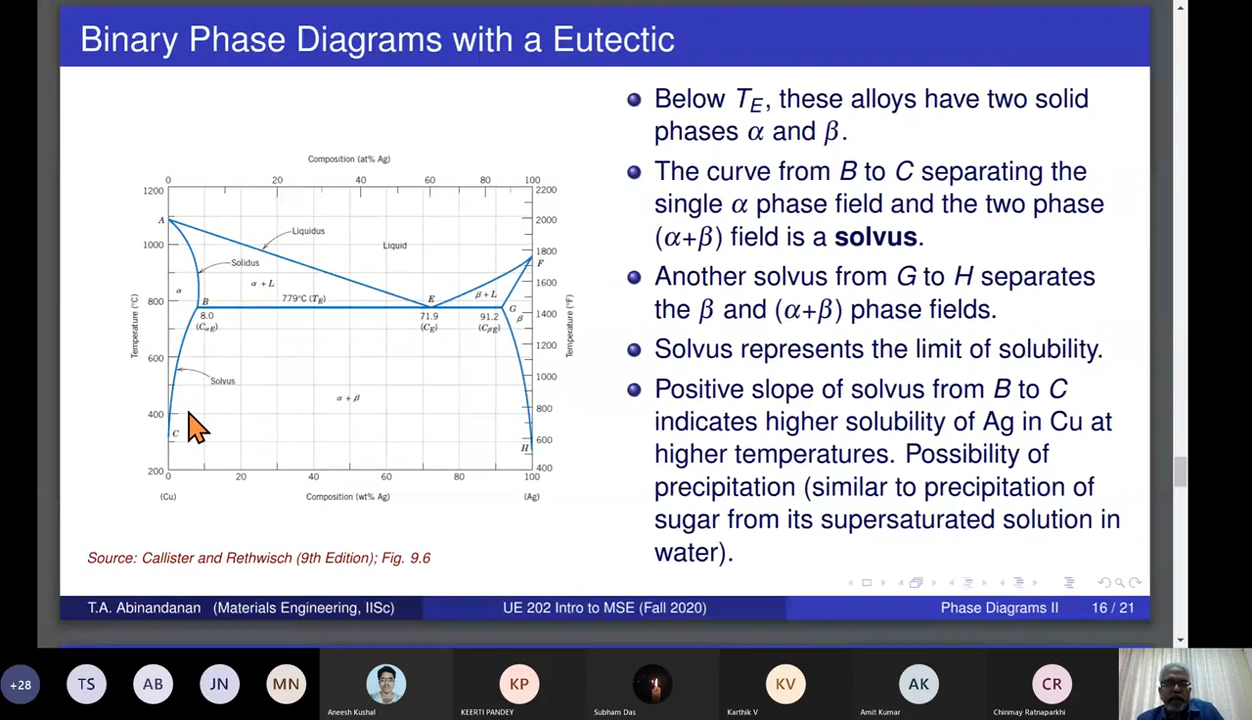 Binary Phase Diagrams with a Eutectic
Composition (at% Ag)
0 20 40 60 80 100
1200
1000
800
600
400
200
Temperature (°C)
2200
2000
1800
1600
1400
1200
1000
800
600
400
Temperature (°F)
A
Liquidus
Liquid
Solidus
F
α
α + L
β + L
B
779°C (T_E)
E
G
8.0
(C_αE)
71.9
(C_E)
91.2
(C_βE)
β
Solvus
α + β
C
H
0 20 40 60 80 100
(Cu)
Composition (wt% Ag)
(Ag)
Source: Callister and Rethwisch (9th Edition); Fig. 9.6
Below T_E, these alloys have two solid
phases α and β.
The curve from B to C separating the
single α phase field and the two phase
(α+β) field is a solvus.
Another solvus from G to H separates
the β and (α+β) phase fields.
Solvus represents the limit of solubility.
Positive slope of solvus from B to C
indicates higher solubility of Ag in Cu at
higher temperatures. Possibility of
precipitation (similar to precipitation of
sugar from its supersaturated solution in
water).
T.A. Abinandanan (Materials Engineering, IISc)
UE 202 Intro to MSE (Fall 2020)
Phase Diagrams II
16 / 21
+28
TS
AB
JN
MN
Aneesh Kushal
KP
KEERTI PANDEY
Subham Das
KV
Karthik V
AK
Amit Kumar
CR
Chinmay Ratnaparkhi